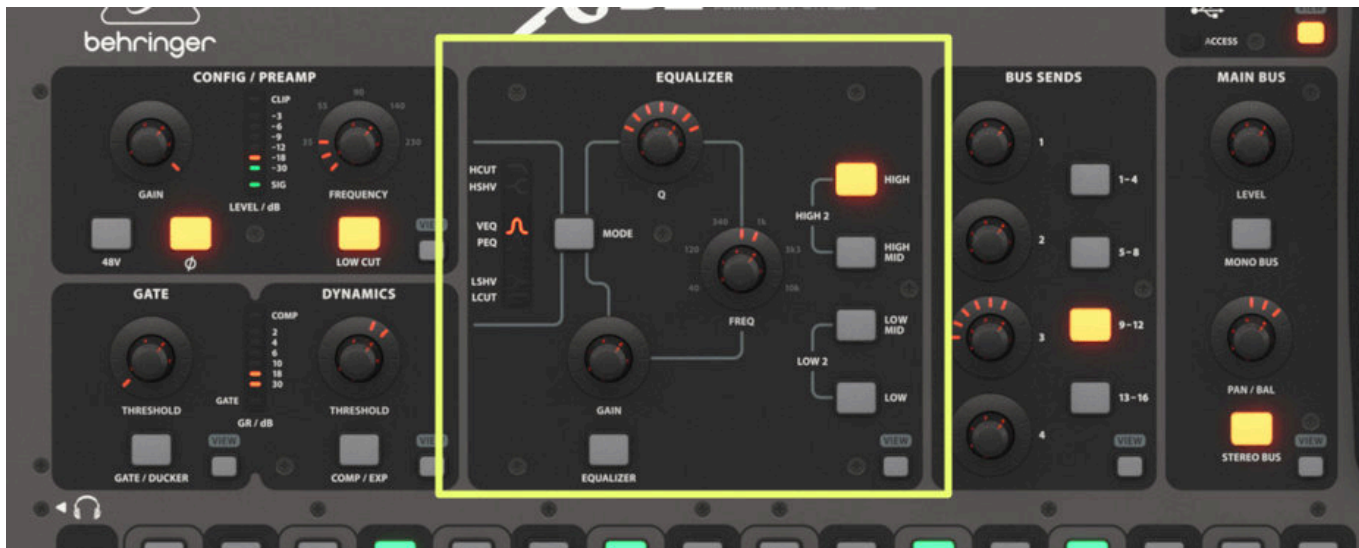 behringer
VIEW
ACCESS
CONFIG / PREAMP
CLIP
-3
-6
-9
-12
-18
-30
SIG
LEVEL / dB
GAIN
35
55
90
140
230
FREQUENCY
48V
Ø
LOW CUT
VIEW
GATE
THRESHOLD
GATE / DUCKER
VIEW
COMP
2
4
6
10
18
30
GATE
GR / dB
DYNAMICS
THRESHOLD
COMP / EXP
VIEW
EQUALIZER
HCUT
HSHV
VEQ
PEQ
LSHV
LCUT
MODE
Q
40
120
340
1k
3k3
10k
FREQ
GAIN
EQUALIZER
HIGH
HIGH 2
HIGH
MID
LOW
MID
LOW 2
LOW
VIEW
BUS SENDS
1
2
3
4
1-4
5-8
9-12
13-16
VIEW
MAIN BUS
LEVEL
MONO BUS
PAN / BAL
STEREO BUS
VIEW